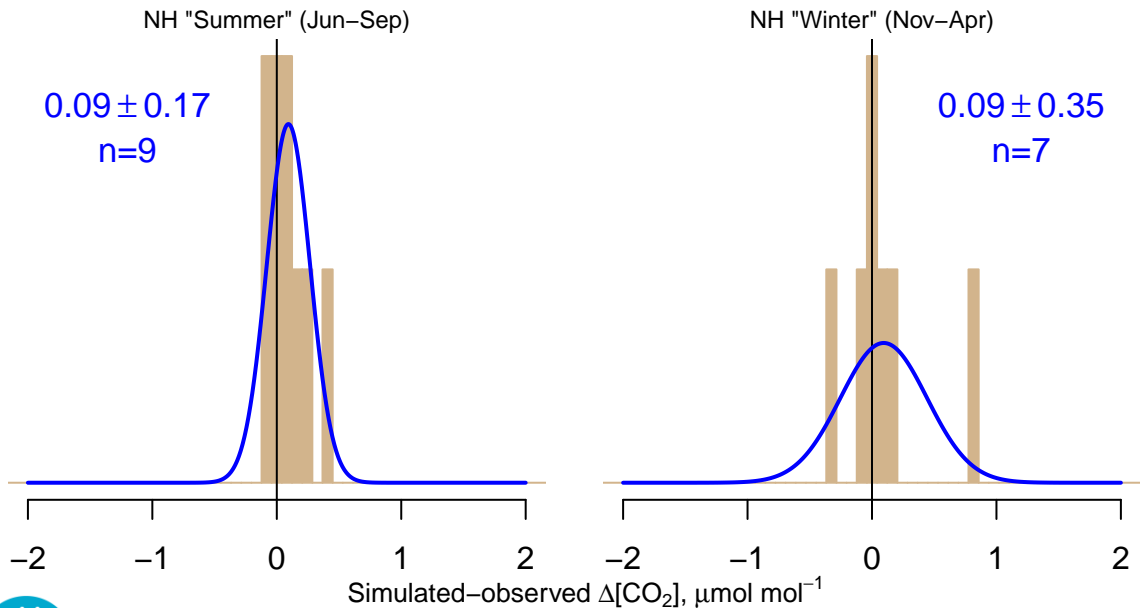 NH "Summer" (Jun−Sep)
0.09 ± 0.17
n=9
−2 −1 0 1 2
NH "Winter" (Nov−Apr)
0.09 ± 0.35
n=7
−2 −1 0 1 2
Simulated−observed Δ[CO₂], μmol mol⁻¹